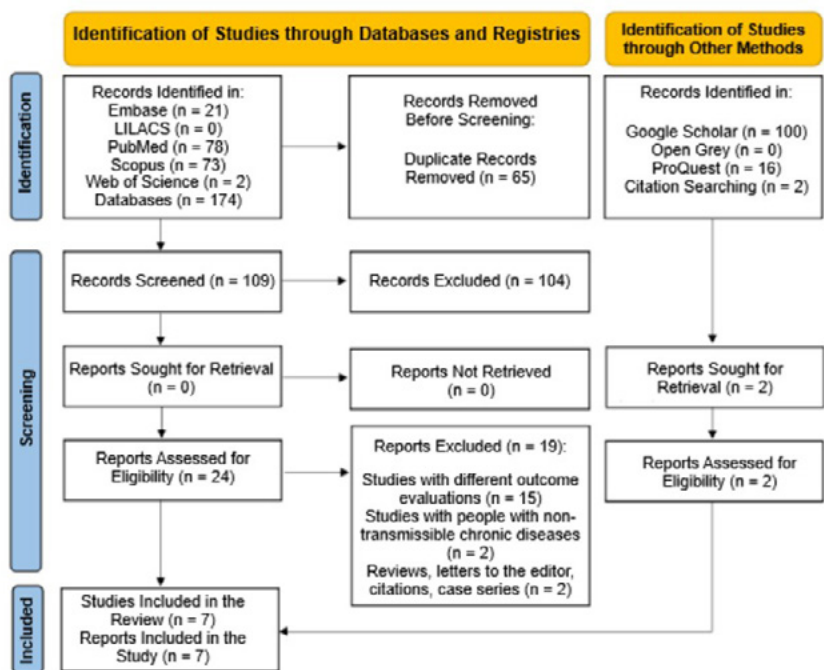 Identification of Studies through Databases and Registries
Identification of Studies
through Other Methods
Identification
Records Identified in:
Embase (n = 21)
LILACS (n = 0)
PubMed (n = 78)
Scopus (n = 73)
Web of Science (n = 2)
Databases (n = 174)
Records Removed
Before Screening:
Duplicate Records
Removed (n = 65)
Records Identified in:
Google Scholar (n = 100)
Open Grey (n = 0)
ProQuest (n = 16)
Citation Searching (n = 2)
Screening
Records Screened (n = 109)
Records Excluded (n = 104)
Reports Sought for Retrieval
(n = 0)
Reports Not Retrieved
(n = 0)
Reports Sought for
Retrieval (n = 2)
Reports Assessed for
Eligibility (n = 24)
Reports Excluded (n = 19):
Studies with different outcome
evaluations (n = 15)
Studies with people with non-
transmissible chronic diseases
(n = 2)
Reviews, letters to the editor,
citations, case series (n = 2)
Reports Assessed for
Eligibility (n = 2)
Included
Studies Included in the
Review (n = 7)
Reports Included in the
Study (n = 7)